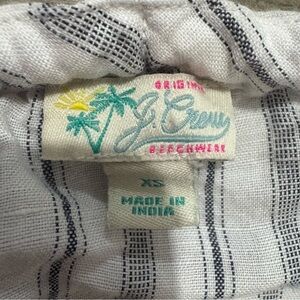 ORIGINAL
J. Crew
BEACHWEAR
XS
MADE IN
INDIA